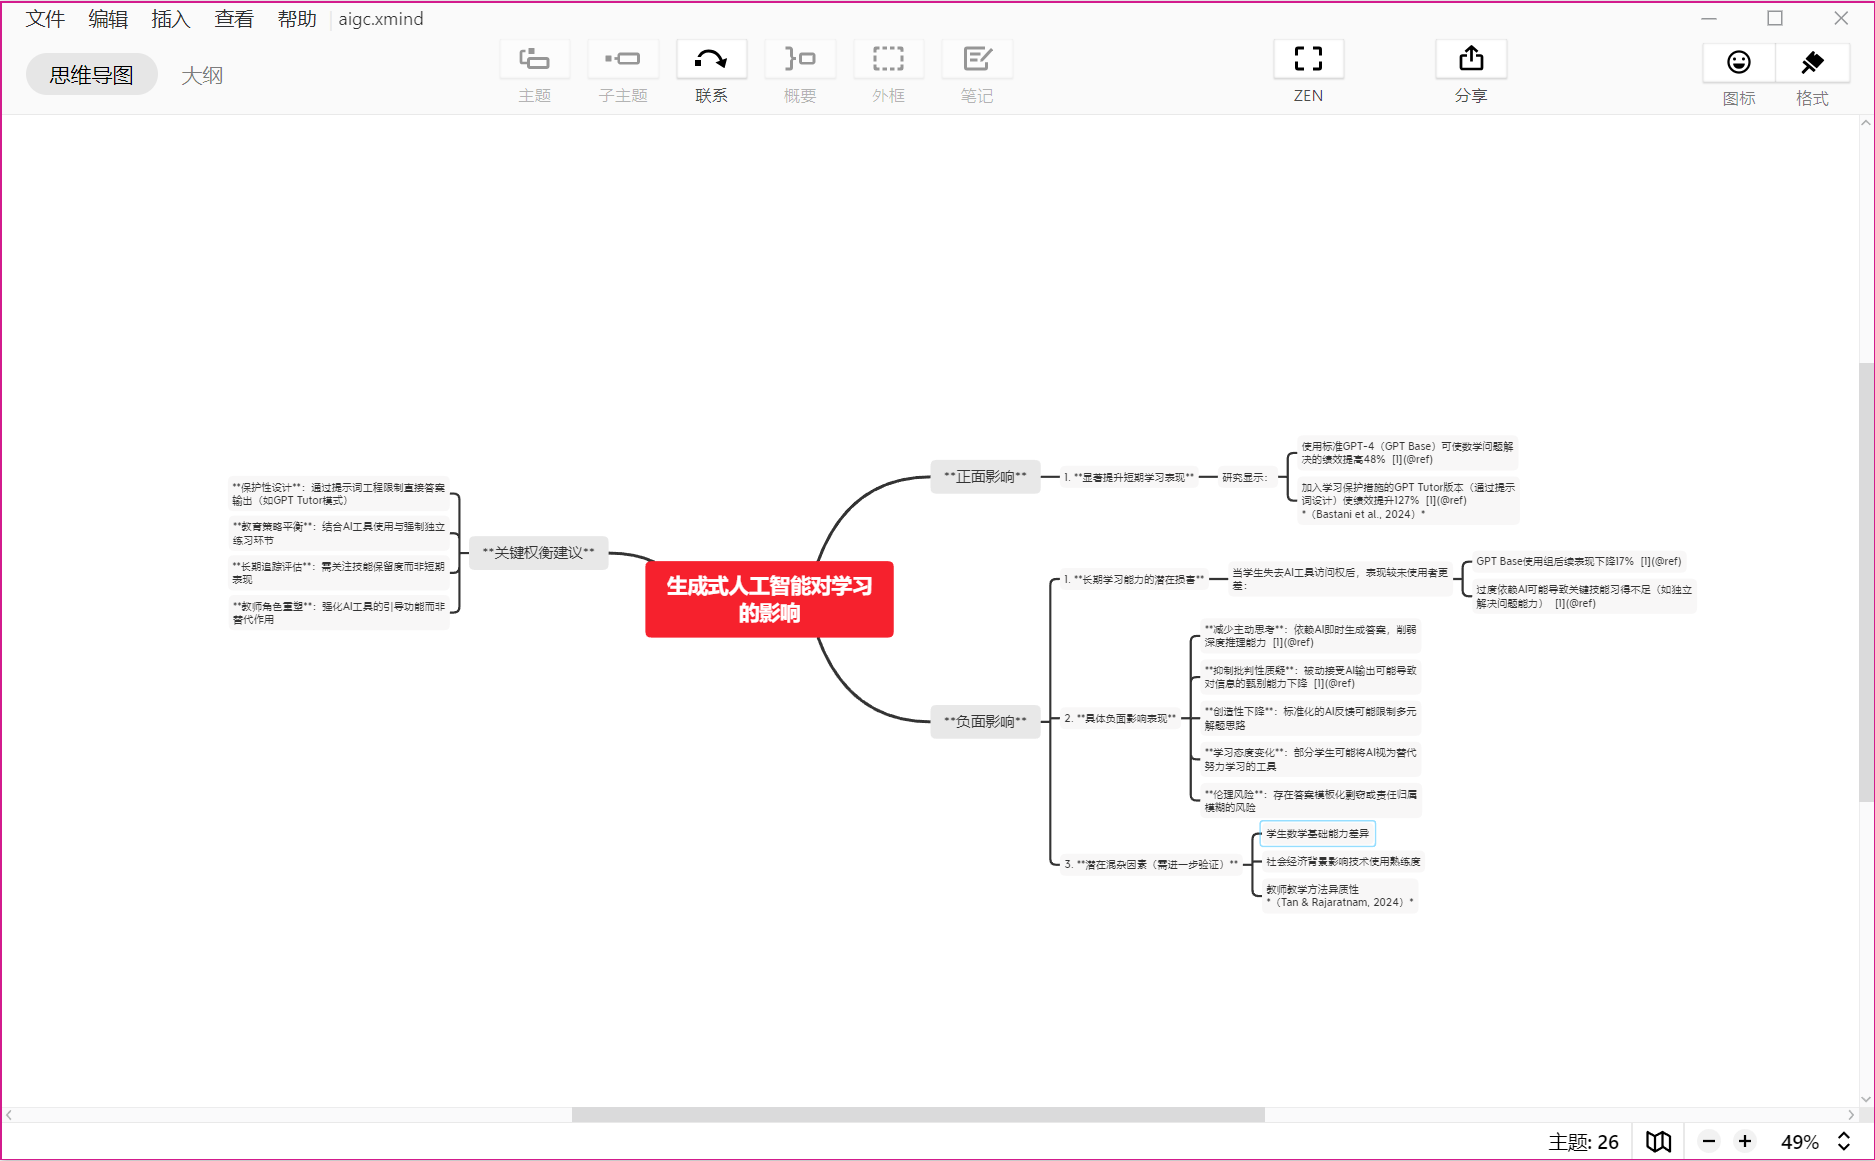 文件 编辑 插入 查看 帮助 aigc.xmind
思维导图 大纲
主题 子主题 联系 概要 外框 笔记 ZEN 分享 图标 格式
生成式人工智能对学习
的影响
**正面影响**
1. **显著提升短期学习表现**
研究显示：
使用标准GPT-4（GPT Base）可使数学问题解
决的绩效提高48% [1](@ref)
加入学习保护措施的GPT Tutor版本（通过提示
词设计）使绩效提升127% [1](@ref)
*（Bastani et al., 2024）*
**负面影响**
1. **长期学习能力的潜在损害**
当学生失去AI工具访问权后，表现较未使用者更
差：
GPT Base使用组后续表现下降17% [1](@ref)
过度依赖AI可能导致关键技能习得不足（如独立
解决问题能力） [1](@ref)
2. **具体负面影响表现**
**减少主动思考**：依赖AI即时生成答案，削弱
深度推理能力 [1](@ref)
**抑制批判性质疑**：被动接受AI输出可能导致
对信息的甄别能力下降 [1](@ref)
**创造性下降**：标准化的AI反馈可能限制多元
解题思路
**学习态度变化**：部分学生可能将AI视为替代
努力学习的工具
**伦理风险**：存在答案模板化剽窃或责任归属
模糊的风险
3. **潜在混杂因素（需进一步验证）**
学生数学基础能力差异
社会经济背景影响技术使用熟练度
教师教学方法异质性
*（Tan & Rajaratnam, 2024）*
**关键权衡建议**
**保护性设计**：通过提示词工程限制直接答案
输出（如GPT Tutor模式）
**教育策略平衡**：结合AI工具使用与强制独立
练习环节
**长期追踪评估**：需关注技能保留度而非短期
表现
**教师角色重塑**：强化AI工具的引导功能而非
替代作用
主题: 26 49%